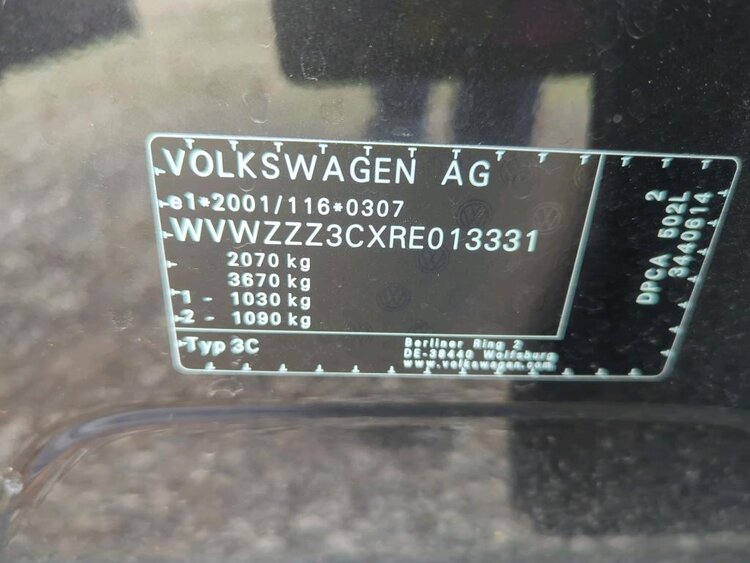 VOLKSWAGEN AG
e1*2001/116*0307
WVWZZZ3CXRE013331
2070 kg
3670 kg
1 - 1030 kg
2 - 1090 kg
Typ 3C
Berliner Ring 2
DE-38440 Wolfsburg
www.volkswagen.com
2
DPCA 502L
3440614